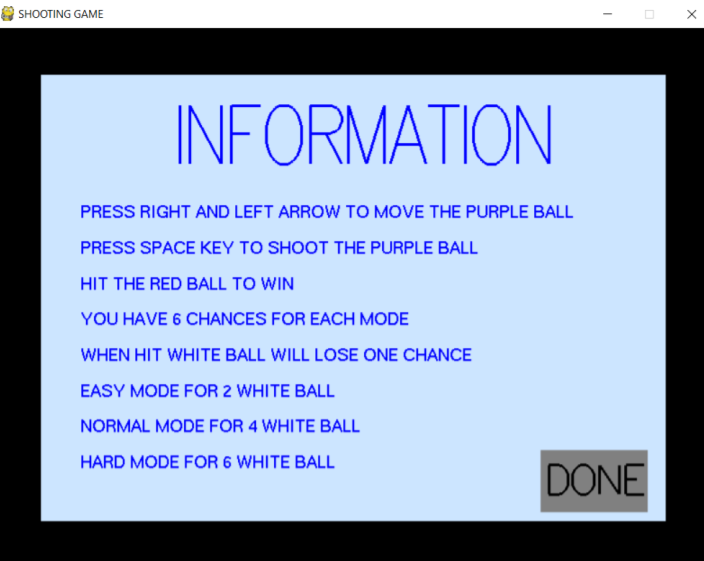 SHOOTING GAME
INFORMATION
PRESS RIGHT AND LEFT ARROW TO MOVE THE PURPLE BALL
PRESS SPACE KEY TO SHOOT THE PURPLE BALL
HIT THE RED BALL TO WIN
YOU HAVE 6 CHANCES FOR EACH MODE
WHEN HIT WHITE BALL WILL LOSE ONE CHANCE
EASY MODE FOR 2 WHITE BALL
NORMAL MODE FOR 4 WHITE BALL
HARD MODE FOR 6 WHITE BALL
DONE